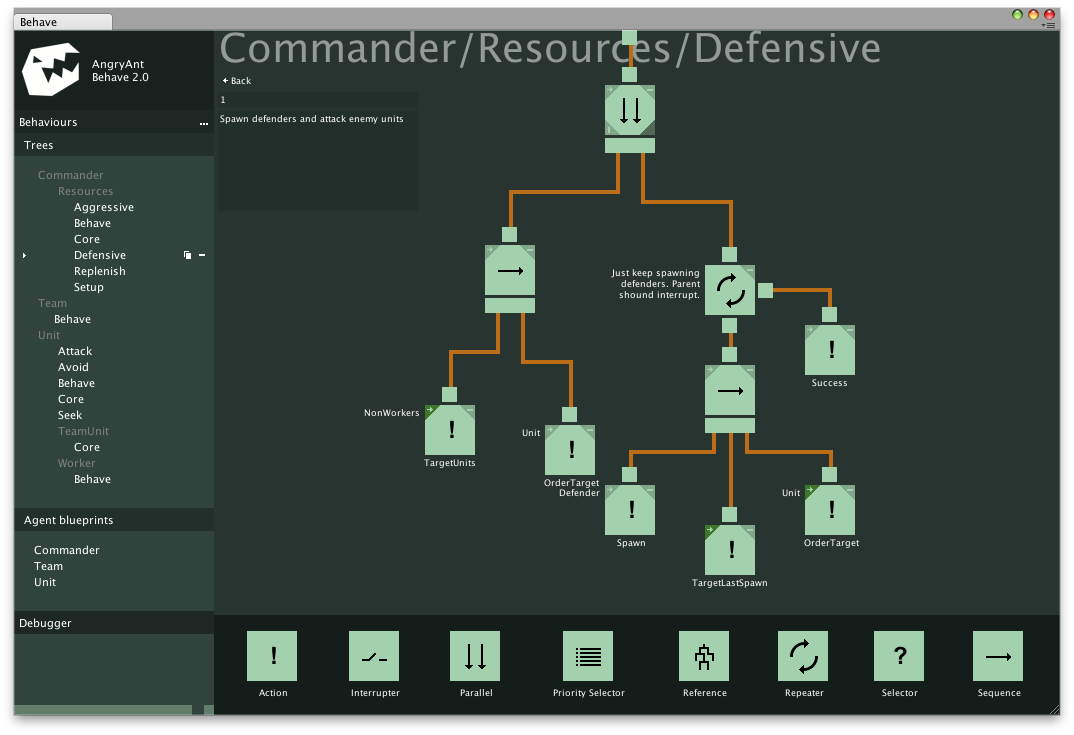 Behave
Commander/Resources/Defensive
AngryAnt
Behave 2.0
Back
1
Spawn defenders and attack enemy units
Behaviours
...
Trees
Commander
Resources
Aggressive
Behave
Core
Defensive
Replenish
Setup
Team
Behave
Unit
Attack
Avoid
Behave
Core
Seek
TeamUnit
Core
Worker
Behave
Agent blueprints
Commander
Team
Unit
Debugger
Just keep spawning
defenders. Parent
shound interrupt.
!
Success
NonWorkers
!
TargetUnits
Unit
!
OrderTarget
Defender
!
Spawn
!
TargetLastSpawn
Unit
!
OrderTarget
!
Action
Interrupter
Parallel
Priority Selector
Reference
Repeater
?
Selector
Sequence